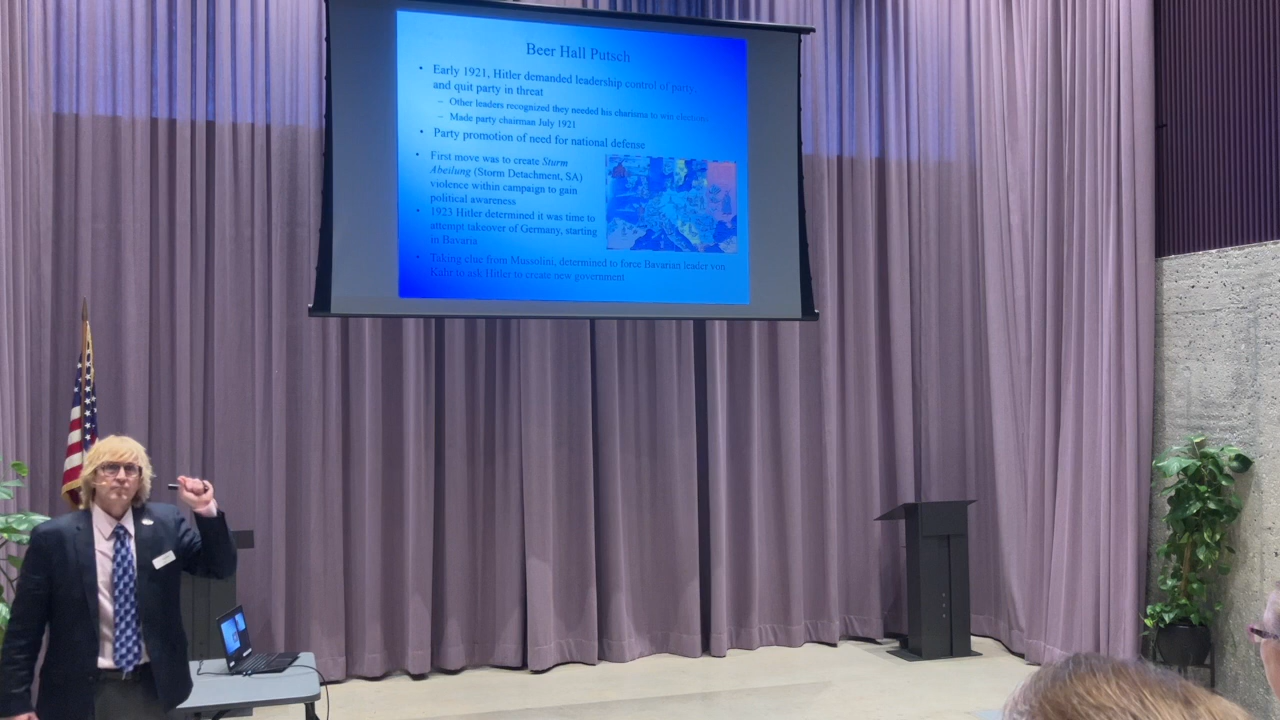 Beer Hall Putsch
• Early 1921, Hitler demanded leadership control of party,
and quit party in threat
– Other leaders recognized they needed his charisma to win elections
– Made party chairman July 1921
• Party promotion of need for national defense
• First move was to create Sturm
Abeilung (Storm Detachment, SA)
violence within campaign to gain
political awareness
• 1923 Hitler determined it was time to
attempt takeover of Germany, starting
in Bavaria
• Taking clue from Mussolini, determined to force Bavarian leader von
Kahr to ask Hitler to create new government